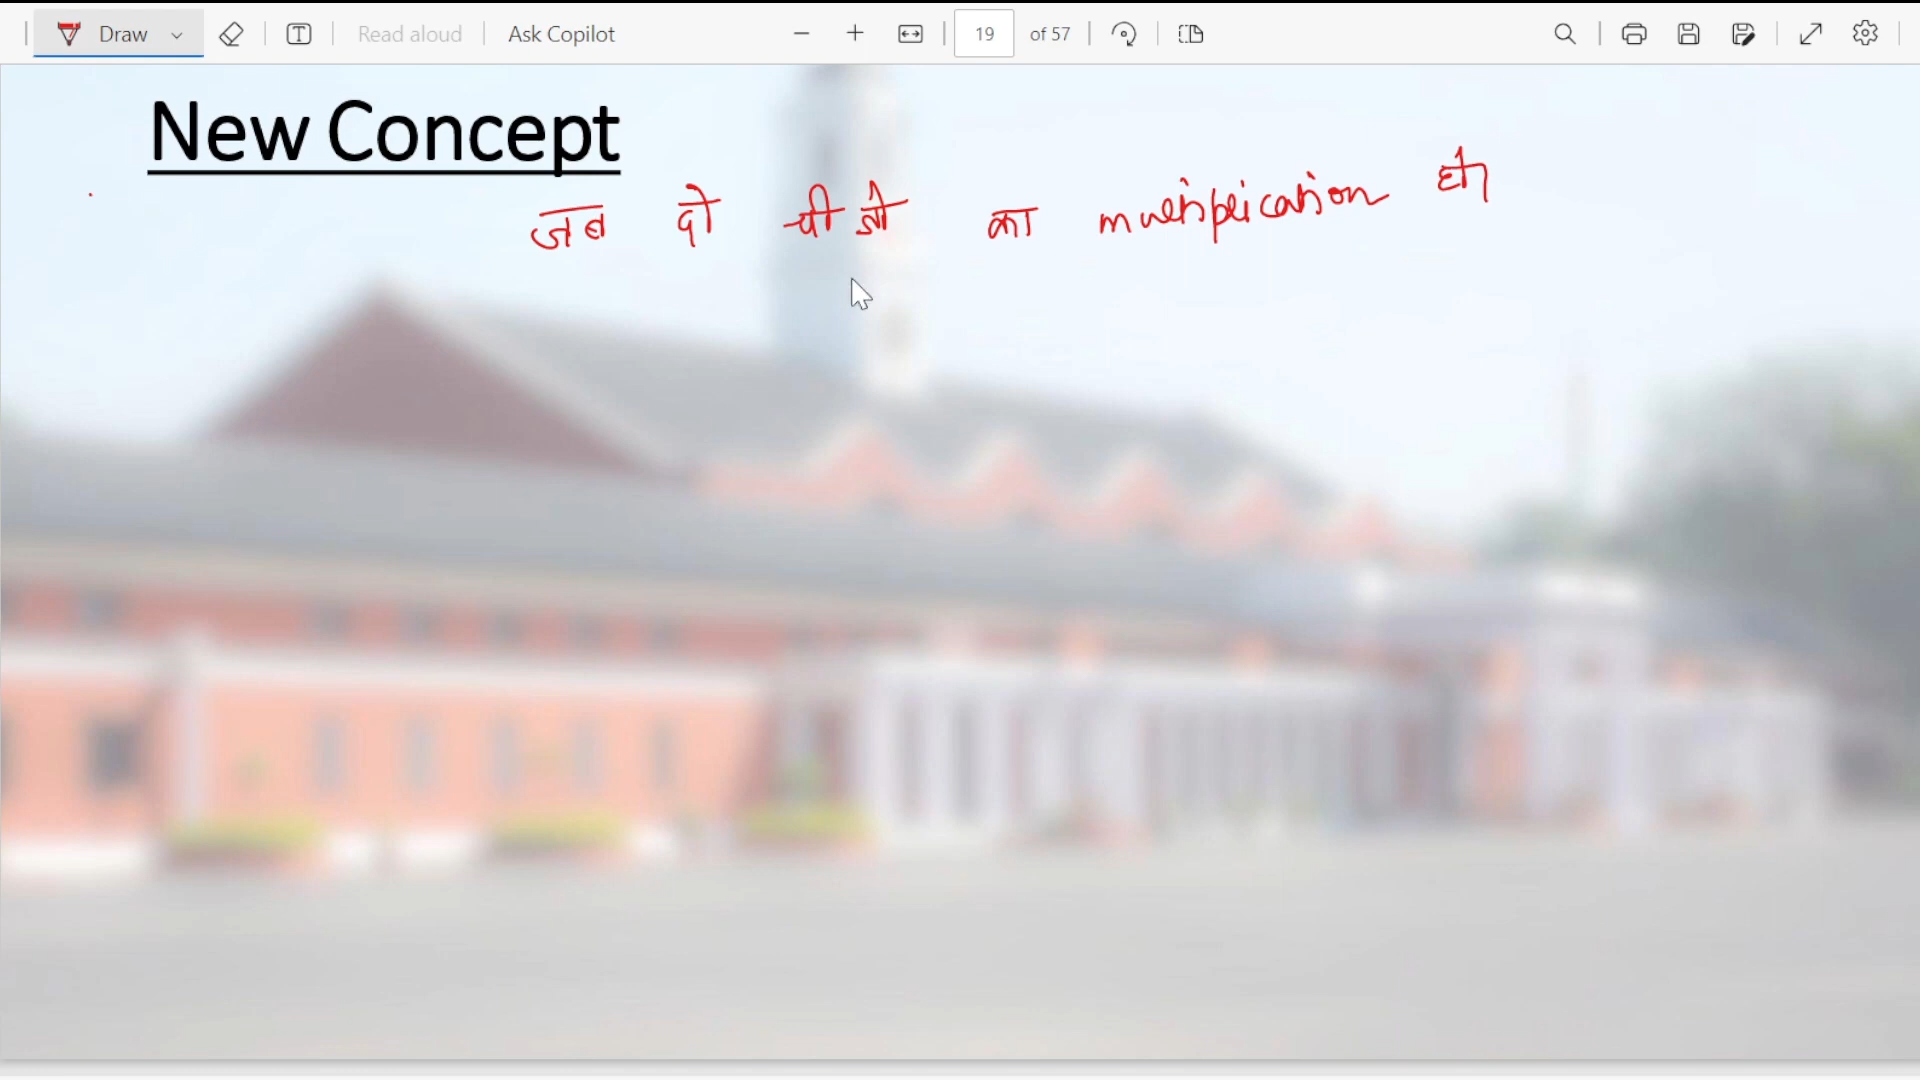 Draw
Read aloud
Ask Copilot
19 of 57
New Concept
जब दो चीजो का multiplication हो